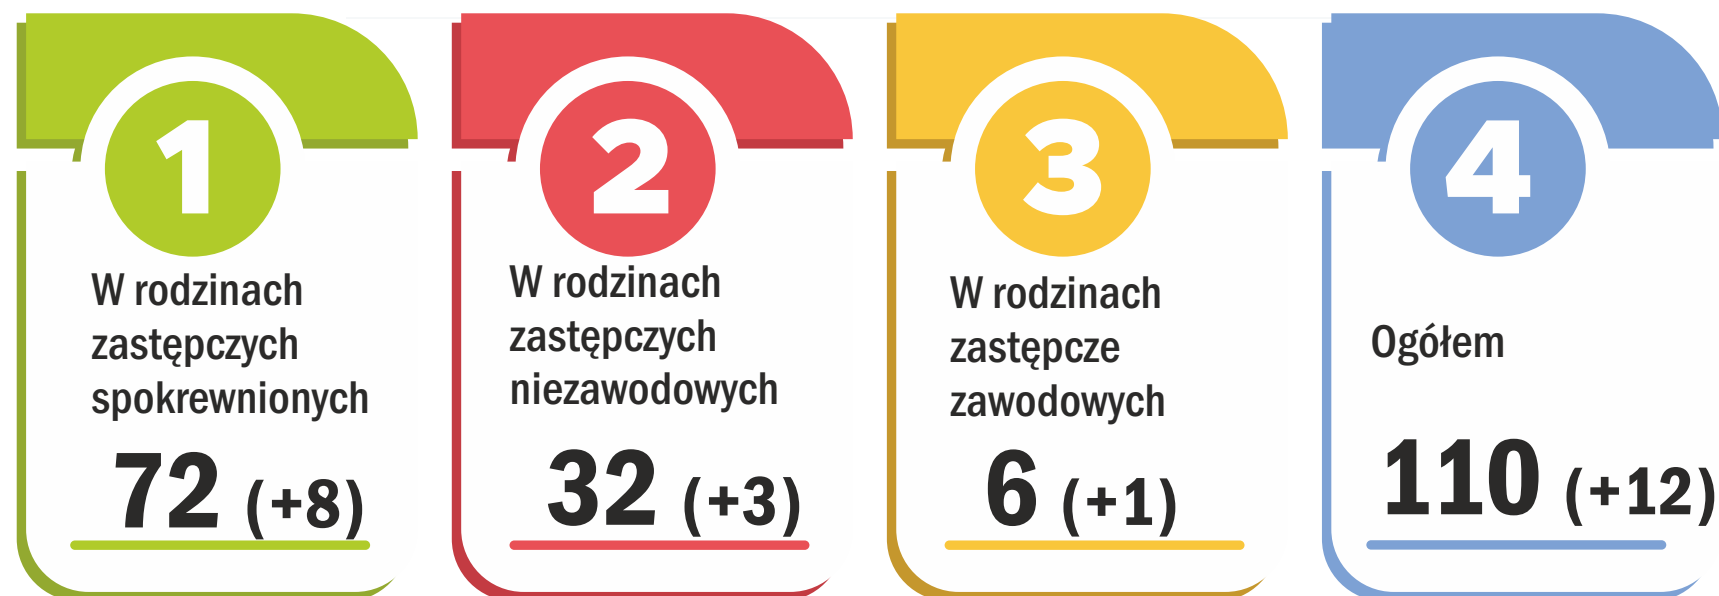 1
W rodzinach
zastępczych
spokrewnionych
72 (+8)
2
W rodzinach
zastępczych
niezawodowych
32 (+3)
3
W rodzinach
zastępcze
zawodowych
6 (+1)
4
Ogółem
110 (+12)